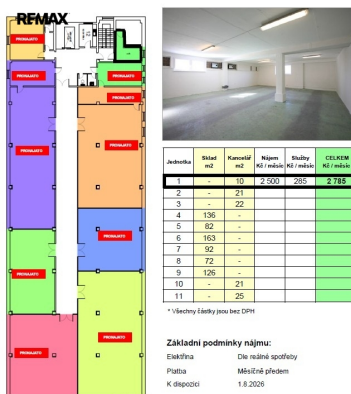 RE/MAX
PRONAJATO
PRONAJATO
PRONAJATO
PRONAJATO
PRONAJATO
PRONAJATO
PRONAJATO
PRONAJATO
PRONAJATO
PRONAJATO
Jednotka Sklad m2 Kancelář m2 Nájem Kč / měsíc Služby Kč / měsíc CELKEM Kč / měsíc
1 - 10 2 500 285 2 785
2 - 21
3 - 22
4 136 -
5 82 -
6 163 -
7 92 -
8 72 -
9 126 -
10 - 21
11 - 25
* Všechny částky jsou bez DPH
Základní podmínky nájmu:
Elektřina Dle reálné spotřeby
Platba Měsíčně předem
K dispozici 1.8.2026